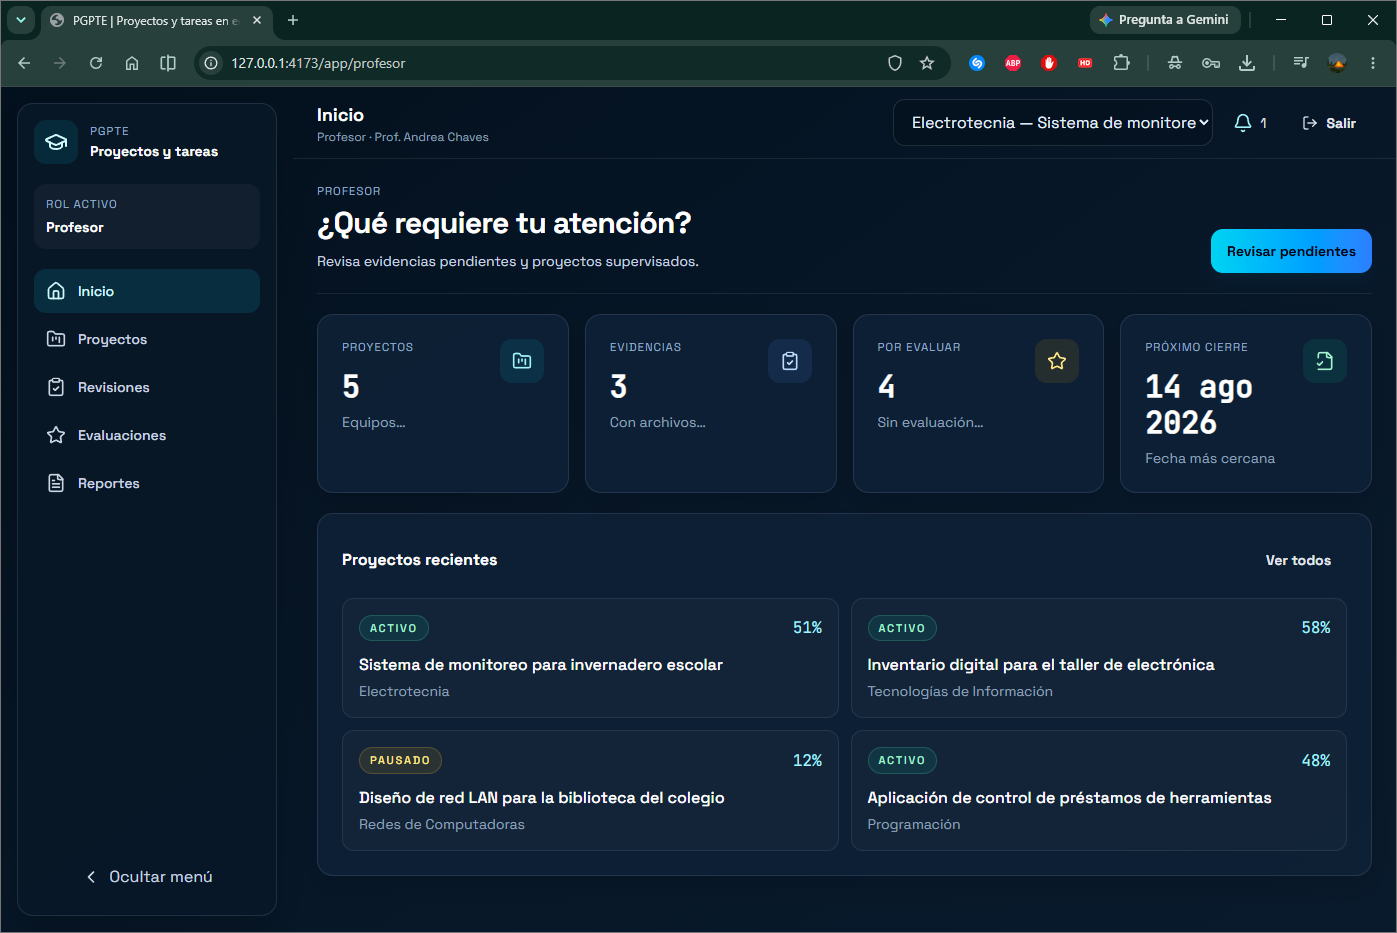 PGPTE | Proyectos y tareas en
Pregunta a Gemini
127.0.0.1:4173/app/profesor
ABP
HD
PGPTE
Proyectos y tareas
ROL ACTIVO
Profesor
Inicio
Proyectos
Revisiones
Evaluaciones
Reportes
Ocultar menú
Inicio
Profesor · Prof. Andrea Chaves
Electrotecnia — Sistema de monitore
1
Salir
PROFESOR
¿Qué requiere tu atención?
Revisa evidencias pendientes y proyectos supervisados.
Revisar pendientes
PROYECTOS
5
Equipos...
EVIDENCIAS
3
Con archivos...
POR EVALUAR
4
Sin evaluación...
PRÓXIMO CIERRE
14 ago
2026
Fecha más cercana
Proyectos recientes
Ver todos
ACTIVO
51%
Sistema de monitoreo para invernadero escolar
Electrotecnia
ACTIVO
58%
Inventario digital para el taller de electrónica
Tecnologías de Información
PAUSADO
12%
Diseño de red LAN para la biblioteca del colegio
Redes de Computadoras
ACTIVO
48%
Aplicación de control de préstamos de herramientas
Programación